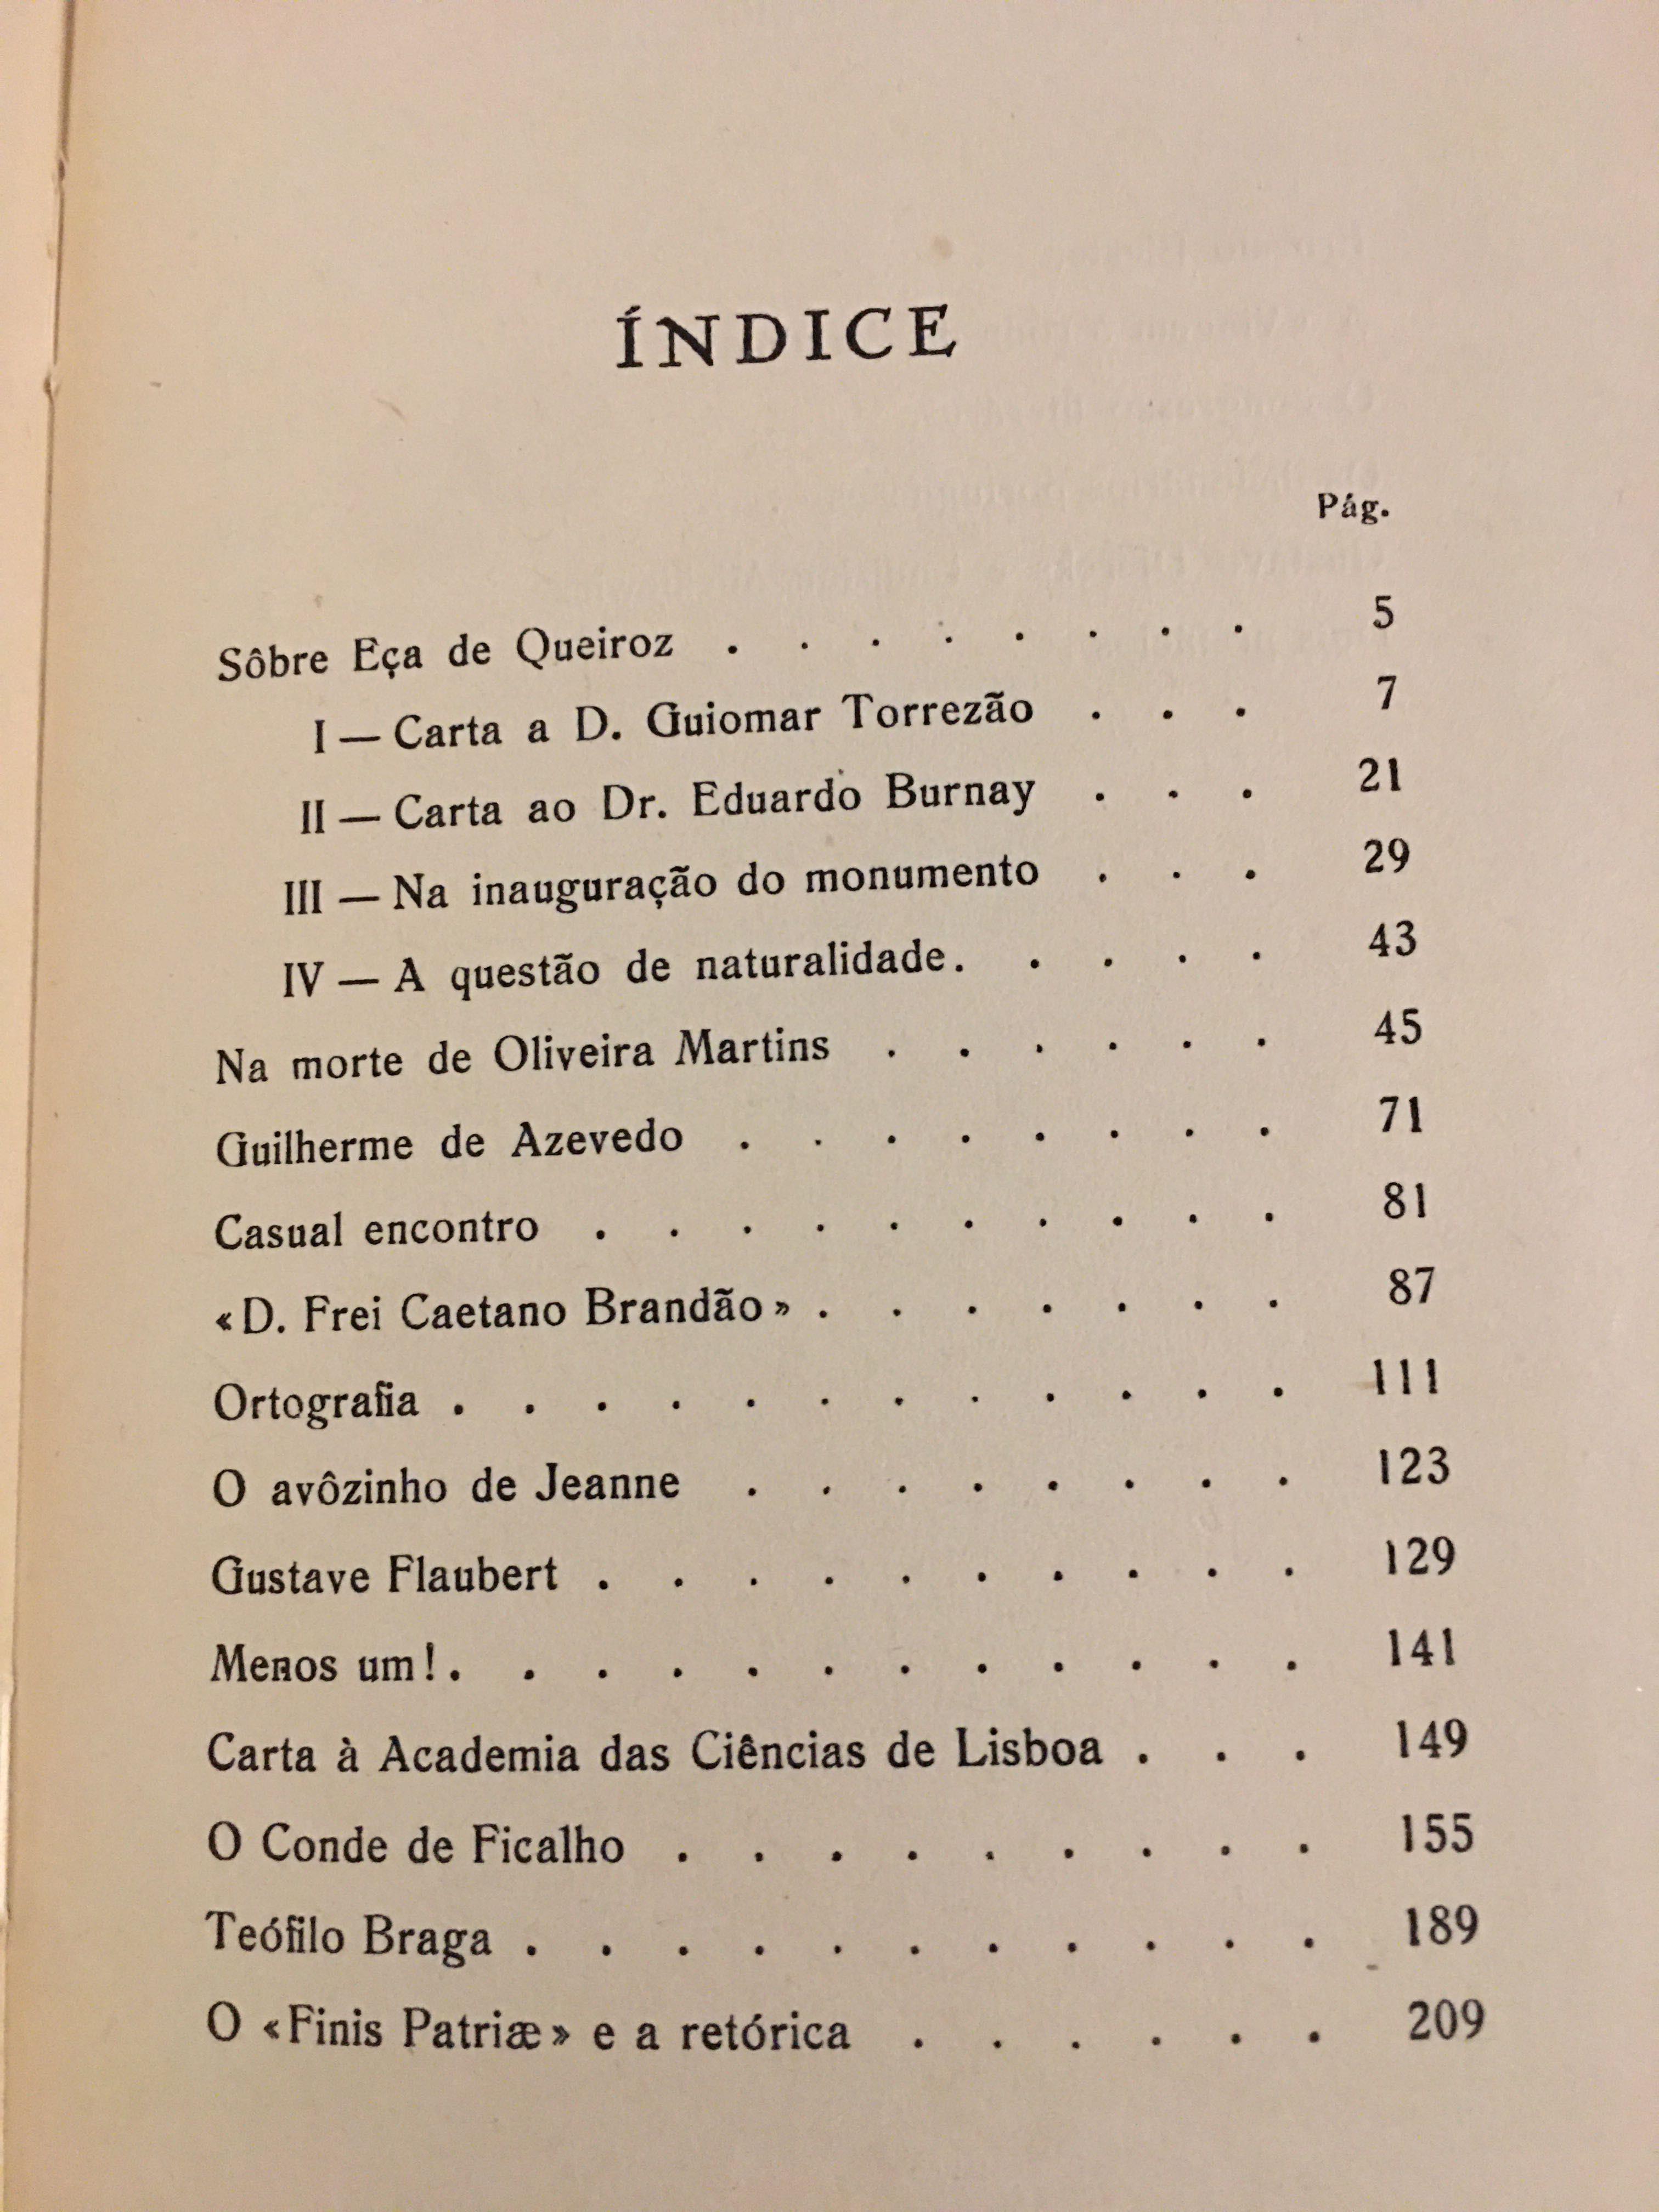 ÍNDICE
Pág.
Sôbre Eça de Queiroz . . . . . . . . 5
I — Carta a D. Guiomar Torrezão . . . 7
II — Carta ao Dr. Eduardo Burnay . . . 21
III — Na inauguração do monumento . . . 29
IV — A questão de naturalidade. . . . . 43
Na morte de Oliveira Martins . . . . . . 45
Guilherme de Azevedo . . . . . . . . 71
Casual encontro . . . . . . . . . . 81
«D. Frei Caetano Brandão» . . . . . . . 87
Ortografia . . . . . . . . . . . . 111
O avôzinho de Jeanne . . . . . . . . 123
Gustave Flaubert . . . . . . . . . . 129
Menos um! . . . . . . . . . . . . 141
Carta à Academia das Ciências de Lisboa . . . 149
O Conde de Ficalho . . . . . . . . . 155
Teófilo Braga . . . . . . . . . . . 189
O «Finis Patriæ» e a retórica . . . . . . 209